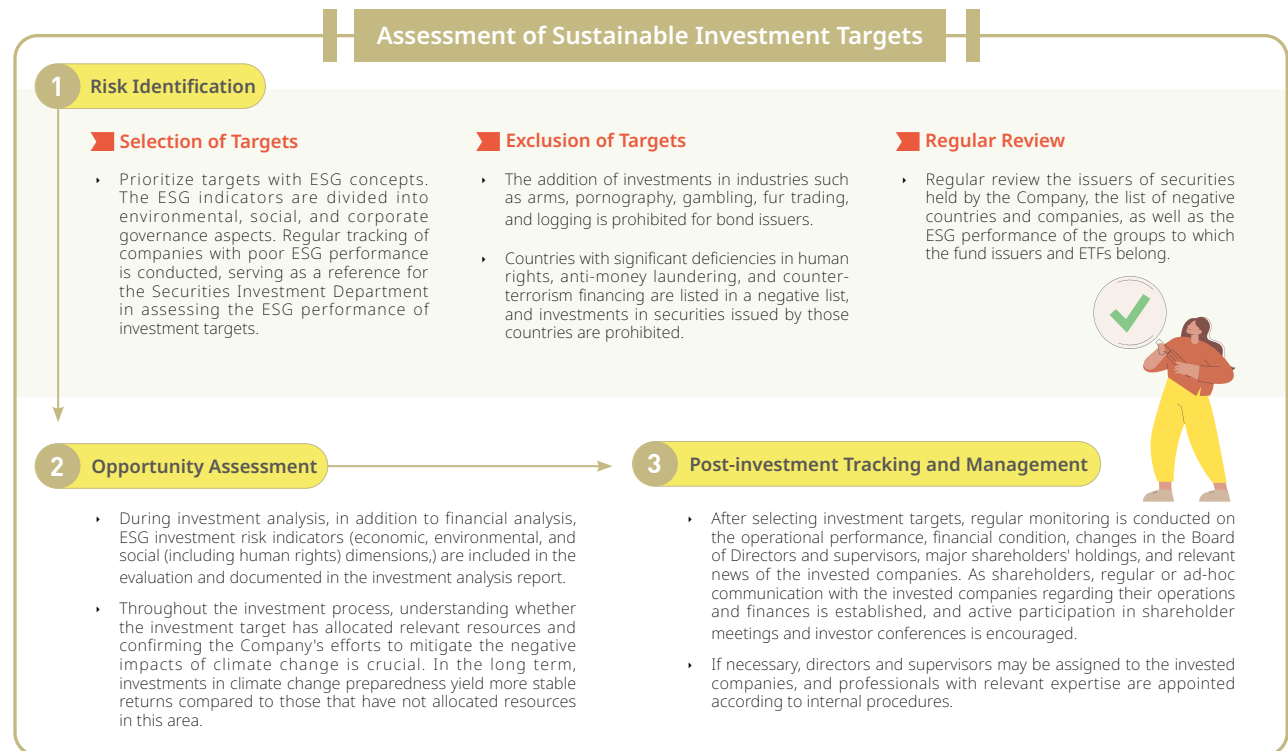 Assessment of Sustainable Investment Targets
1 Risk Identification
Selection of Targets
‣ Prioritize targets with ESG concepts.
The ESG indicators are divided into
environmental, social, and corporate
governance aspects. Regular tracking of
companies with poor ESG performance
is conducted, serving as a reference for
the Securities Investment Department
in assessing the ESG performance of
investment targets.
Exclusion of Targets
‣ The addition of investments in industries such
as arms, pornography, gambling, fur trading,
and logging is prohibited for bond issuers.
‣ Countries with significant deficiencies in human
rights, anti-money laundering, and counter-
terrorism financing are listed in a negative list,
and investments in securities issued by those
countries are prohibited.
Regular Review
‣ Regular review the issuers of securities
held by the Company, the list of negative
countries and companies, as well as the
ESG performance of the groups to which
the fund issuers and ETFs belong.
2 Opportunity Assessment
‣ During investment analysis, in addition to financial analysis,
ESG investment risk indicators (economic, environmental, and
social (including human rights) dimensions,) are included in the
evaluation and documented in the investment analysis report.
‣ Throughout the investment process, understanding whether
the investment target has allocated relevant resources and
confirming the Company's efforts to mitigate the negative
impacts of climate change is crucial. In the long term,
investments in climate change preparedness yield more stable
returns compared to those that have not allocated resources
in this area.
3 Post-investment Tracking and Management
‣ After selecting investment targets, regular monitoring is conducted on
the operational performance, financial condition, changes in the Board
of Directors and supervisors, major shareholders' holdings, and relevant
news of the invested companies. As shareholders, regular or ad-hoc
communication with the invested companies regarding their operations
and finances is established, and active participation in shareholder
meetings and investor conferences is encouraged.
‣ If necessary, directors and supervisors may be assigned to the invested
companies, and professionals with relevant expertise are appointed
according to internal procedures.